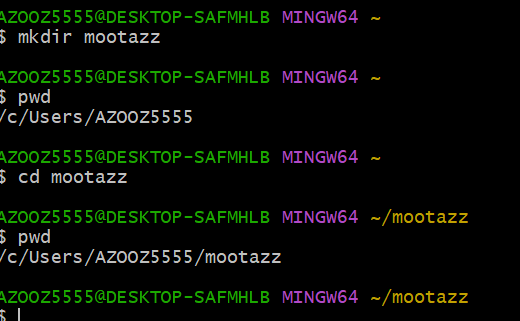 AZOOZ5555@DESKTOP-SAFMHLB MINGW64 ~
$ mkdir mootazz
AZOOZ5555@DESKTOP-SAFMHLB MINGW64 ~
$ pwd
/c/Users/AZOOZ5555
AZOOZ5555@DESKTOP-SAFMHLB MINGW64 ~
$ cd mootazz
AZOOZ5555@DESKTOP-SAFMHLB MINGW64 ~/mootazz
$ pwd
/c/Users/AZOOZ5555/mootazz
AZOOZ5555@DESKTOP-SAFMHLB MINGW64 ~/mootazz
$